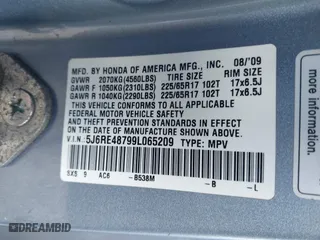 MFD. BY HONDA OF AMERICA MFG., INC. 08/'09
GVWR 2070KG(4560LBS) TIRE SIZE RIM SIZE
GAWR F 1050KG(2310LBS) 225/65R17 102T 17x6.5J
GAWR R 1040KG(2290LBS) 225/65R17 102T 17x6.5J
THIS VEHICLE CONFORMS TO ALL APPLICABLE
FEDERAL MOTOR VEHICLE SAFETY AND
THEFT PREVENTION STANDARDS IN EFFECT ON
THE DATE OF MANUFACTURE SHOWN ABOVE.
V.I.N. 5J6RE48799L065209 TYPE: MPV
SXS 9 AC6 -B538M -B -L
DREAMBID